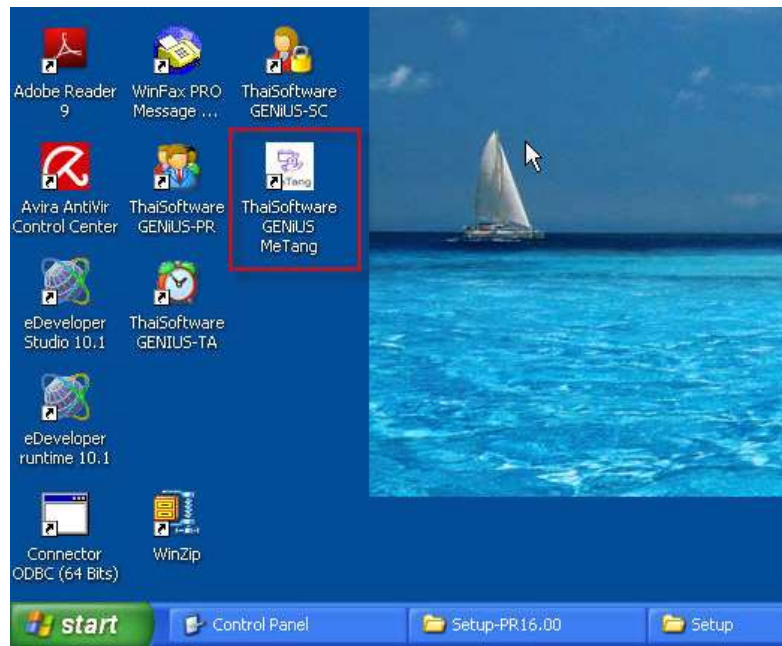 Adobe Reader
9
WinFax PRO
Message ...
ThaiSoftware
GENiUS-SC
Avira AntiVir
Control Center
ThaiSoftware
GENiUS-PR
Tang
ThaiSoftware
GENiUS
MeTang
eDeveloper
Studio 10.1
ThaiSoftware
GENIUS-TA
eDeveloper
runtime 10.1
Connector
ODBC (64 Bits)
WinZip
start
Control Panel
Setup-PR16.00
Setup